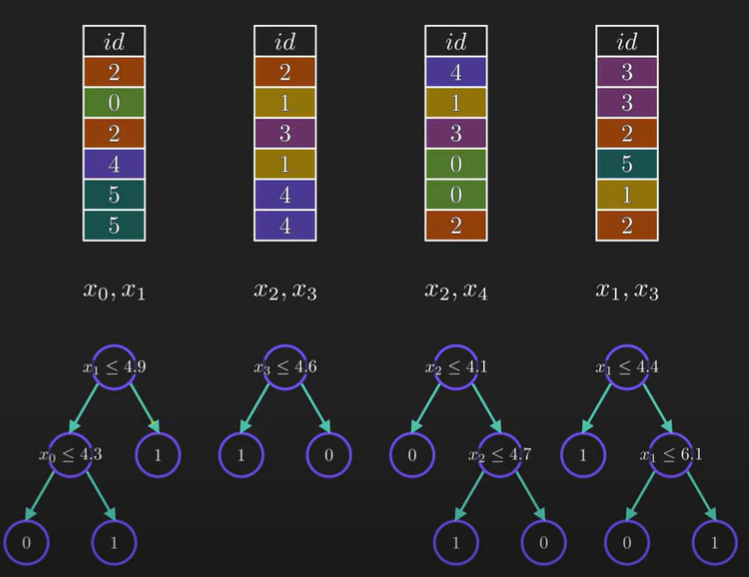 id id id id
2 2 4 3
0 1 1 3
2 3 3 2
4 1 0 5
5 4 0 1
5 4 2 2
x₀, x₁ x₂, x₃ x₂, x₄ x₁, x₃
x₁ ≤ 4.9 x₃ ≤ 4.6 x₂ ≤ 4.1 x₁ ≤ 4.4
x₀ ≤ 4.3 1 1 0 0 x₂ ≤ 4.7 1 x₁ ≤ 6.1
0 1 1 0 0 1